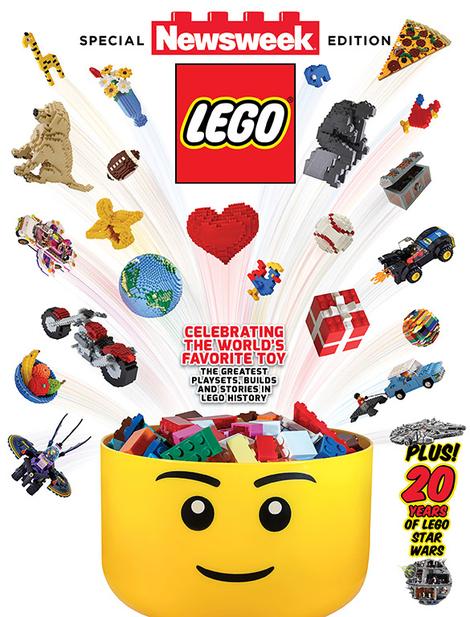 SPECIAL Newsweek EDITION
LEGO®
CELEBRATING
THE WORLD'S
FAVORITE TOY
THE GREATEST
PLAYSETS, BUILDS
AND STORIES IN
LEGO HISTORY
PLUS!
20
YEARS
OF LEGO
STAR
WARS